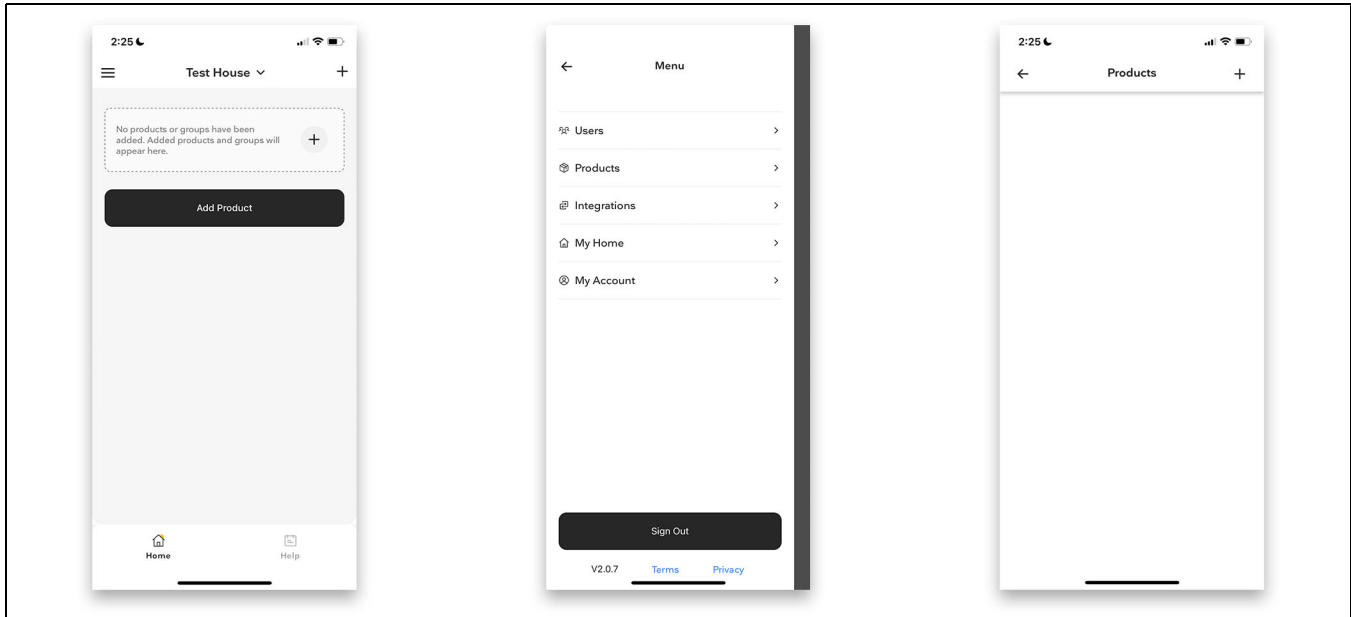 2:25
Test House
No products or groups have been
added. Added products and groups will
appear here.
Add Product
Home
Help
Menu
Users
Products
Integrations
My Home
My Account
Sign Out
V2.0.7 Terms Privacy
2:25
Products